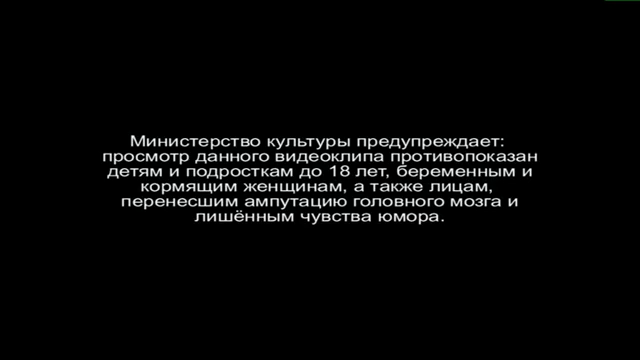 Министерство культуры предупреждает:
просмотр данного видеоклипа противопоказан
детям и подросткам до 18 лет, беременным и
кормящим женщинам, а также лицам,
перенесшим ампутацию головного мозга и
лишённым чувства юмора.